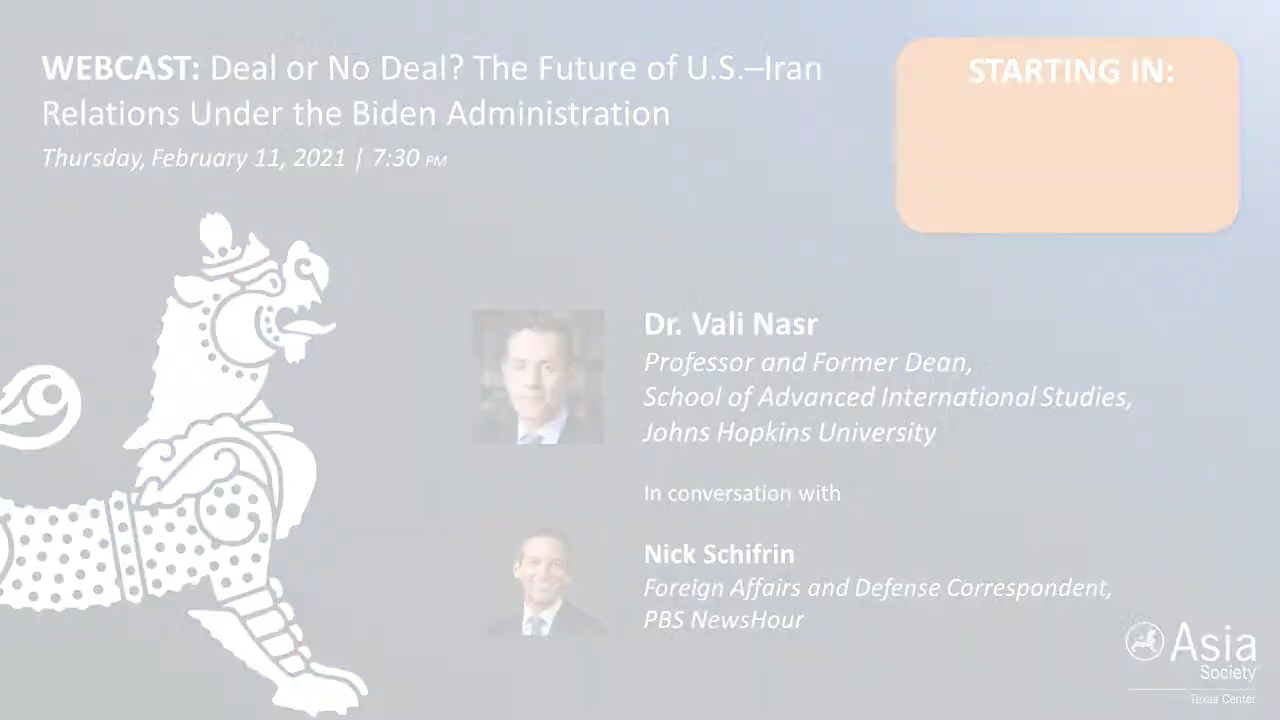 WEBCAST: Deal or No Deal? The Future of U.S.–Iran
Relations Under the Biden Administration
Thursday, February 11, 2021 | 7:30 PM
STARTING IN:
Dr. Vali Nasr
Professor and Former Dean,
School of Advanced International Studies,
Johns Hopkins University
In conversation with
Nick Schifrin
Foreign Affairs and Defense Correspondent,
PBS NewsHour
Asia
Society
Texas Center